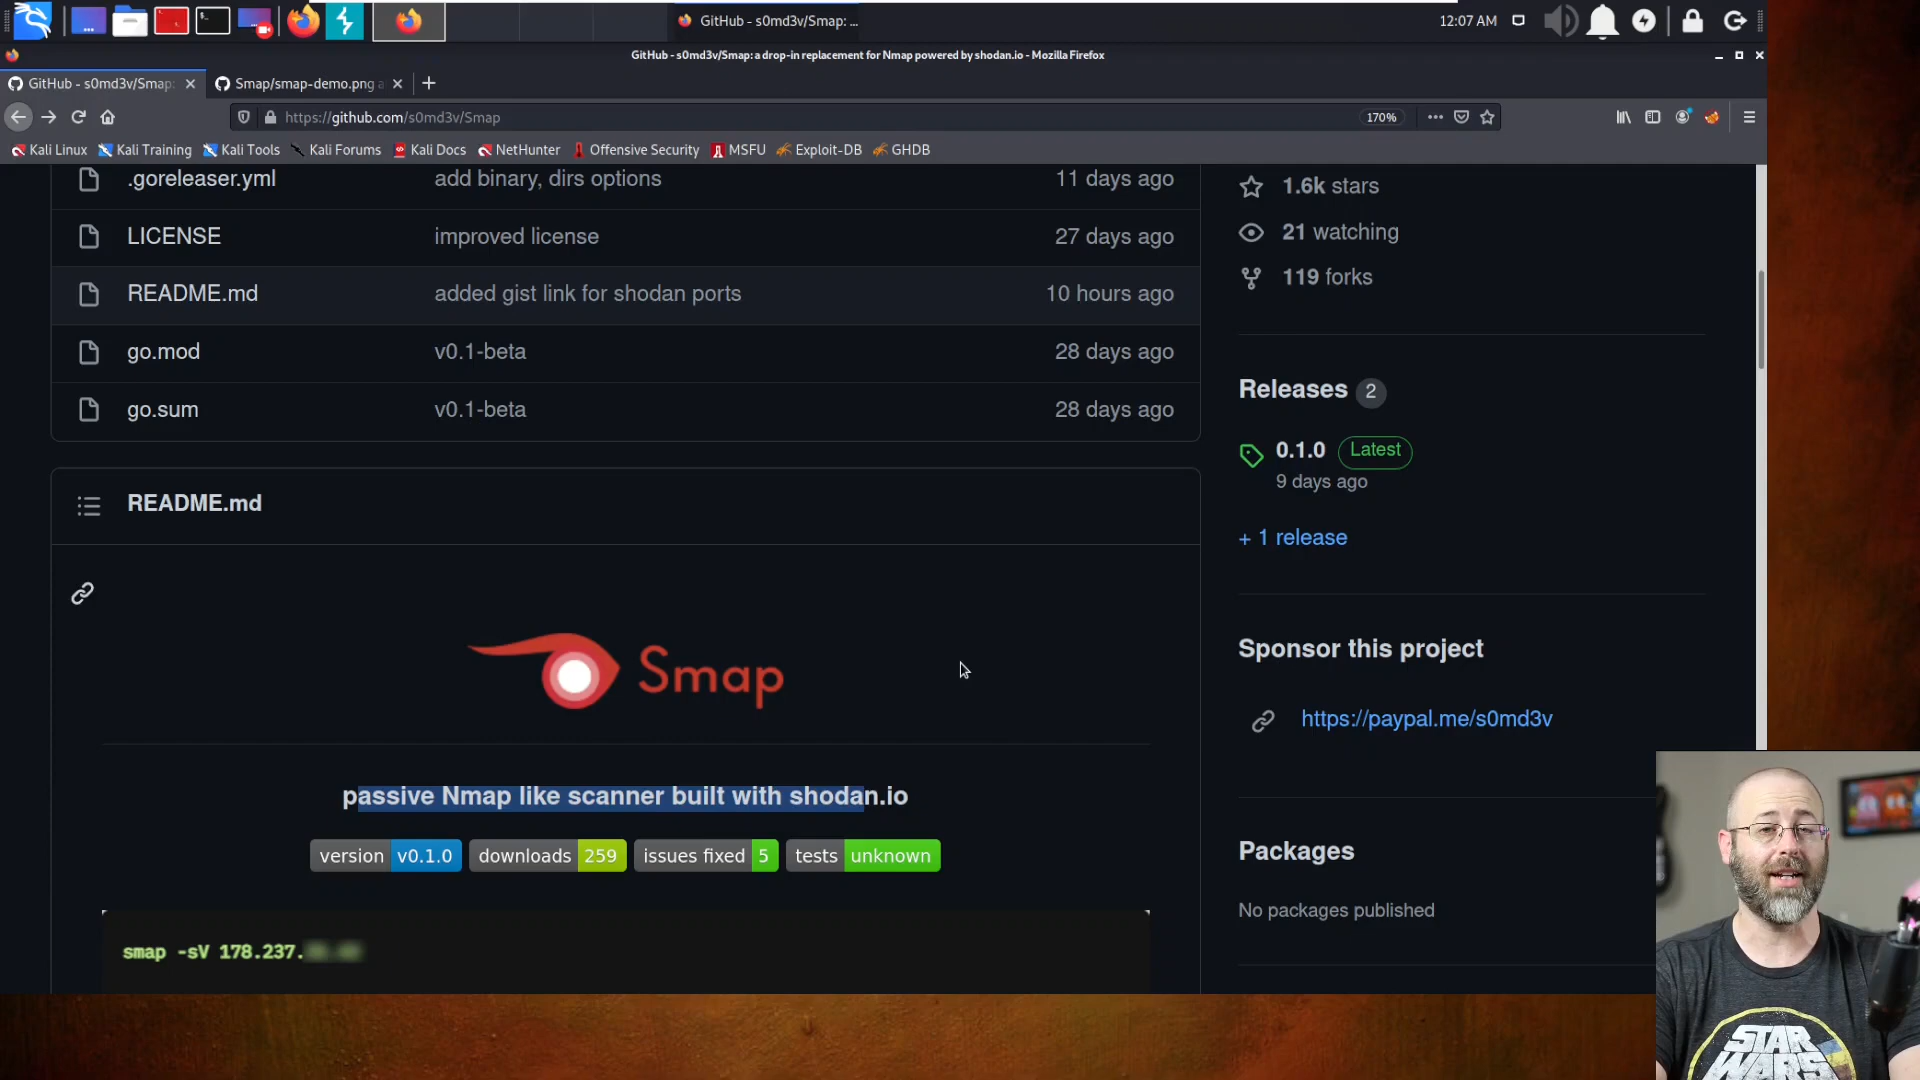 GitHub - s0md3v/Smap: ...
12:07 AM
GitHub - s0md3v/Smap: a drop-in replacement for Nmap powered by shodan.io - Mozilla Firefox
GitHub - s0md3v/Smap:
Smap/smap-demo.png a
https://github.com/s0md3v/Smap
170%
Kali Linux
Kali Training
Kali Tools
Kali Forums
Kali Docs
NetHunter
Offensive Security
MSFU
Exploit-DB
GHDB
.goreleaser.yml add binary, dirs options 11 days ago
LICENSE improved license 27 days ago
README.md added gist link for shodan ports 10 hours ago
go.mod v0.1-beta 28 days ago
go.sum v0.1-beta 28 days ago
README.md
Smap
passive Nmap like scanner built with shodan.io
version v0.1.0 downloads 259 issues fixed 5 tests unknown
smap -sV 178.237.
1.6k stars
21 watching
119 forks
Releases 2
0.1.0 Latest
9 days ago
+ 1 release
Sponsor this project
https://paypal.me/s0md3v
Packages
No packages published
STAR
WARS